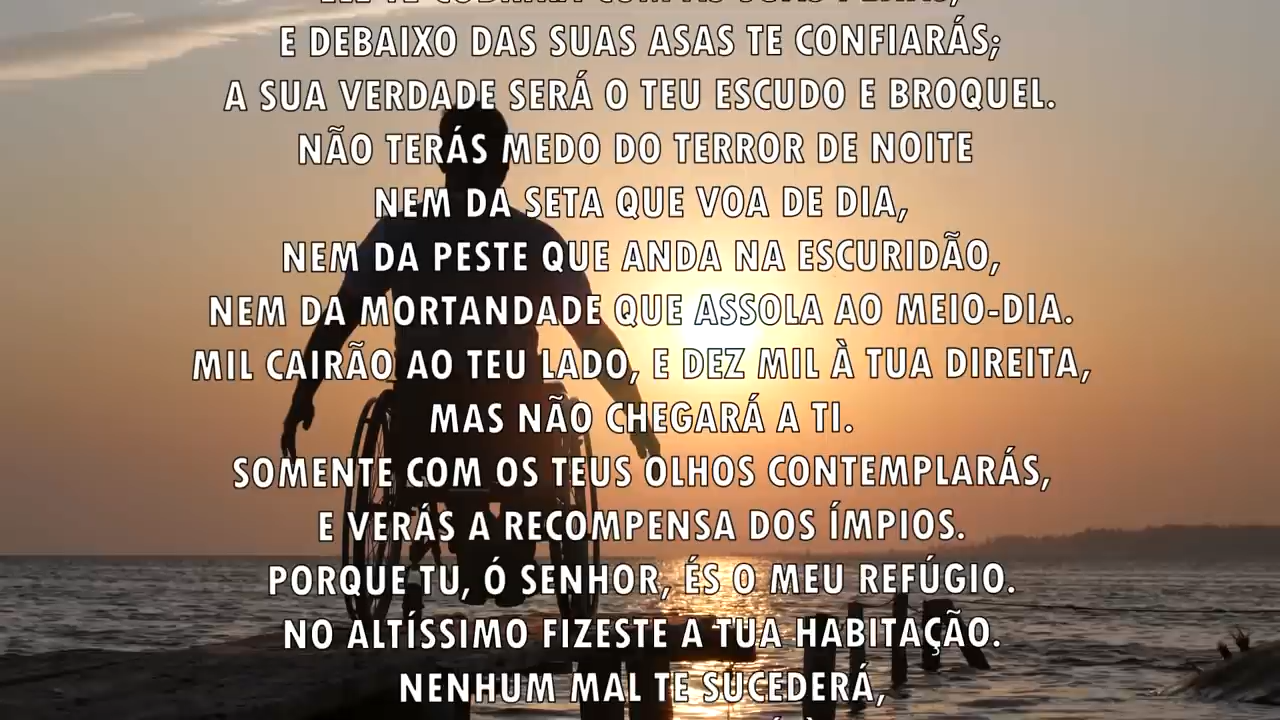 E DEBAIXO DAS SUAS ASAS TE CONFIARÁS;
A SUA VERDADE SERÁ O TEU ESCUDO E BROQUEL.
NÃO TERÁS MEDO DO TERROR DE NOITE
NEM DA SETA QUE VOA DE DIA,
NEM DA PESTE QUE ANDA NA ESCURIDÃO,
NEM DA MORTANDADE QUE ASSOLA AO MEIO-DIA.
MIL CAIRÃO AO TEU LADO, E DEZ MIL À TUA DIREITA,
MAS NÃO CHEGARÁ A TI.
SOMENTE COM OS TEUS OLHOS CONTEMPLARÁS,
E VERÁS A RECOMPENSA DOS ÍMPIOS.
PORQUE TU, Ó SENHOR, ÉS O MEU REFÚGIO.
NO ALTÍSSIMO FIZESTE A TUA HABITAÇÃO.
NENHUM MAL TE SUCEDERÁ,